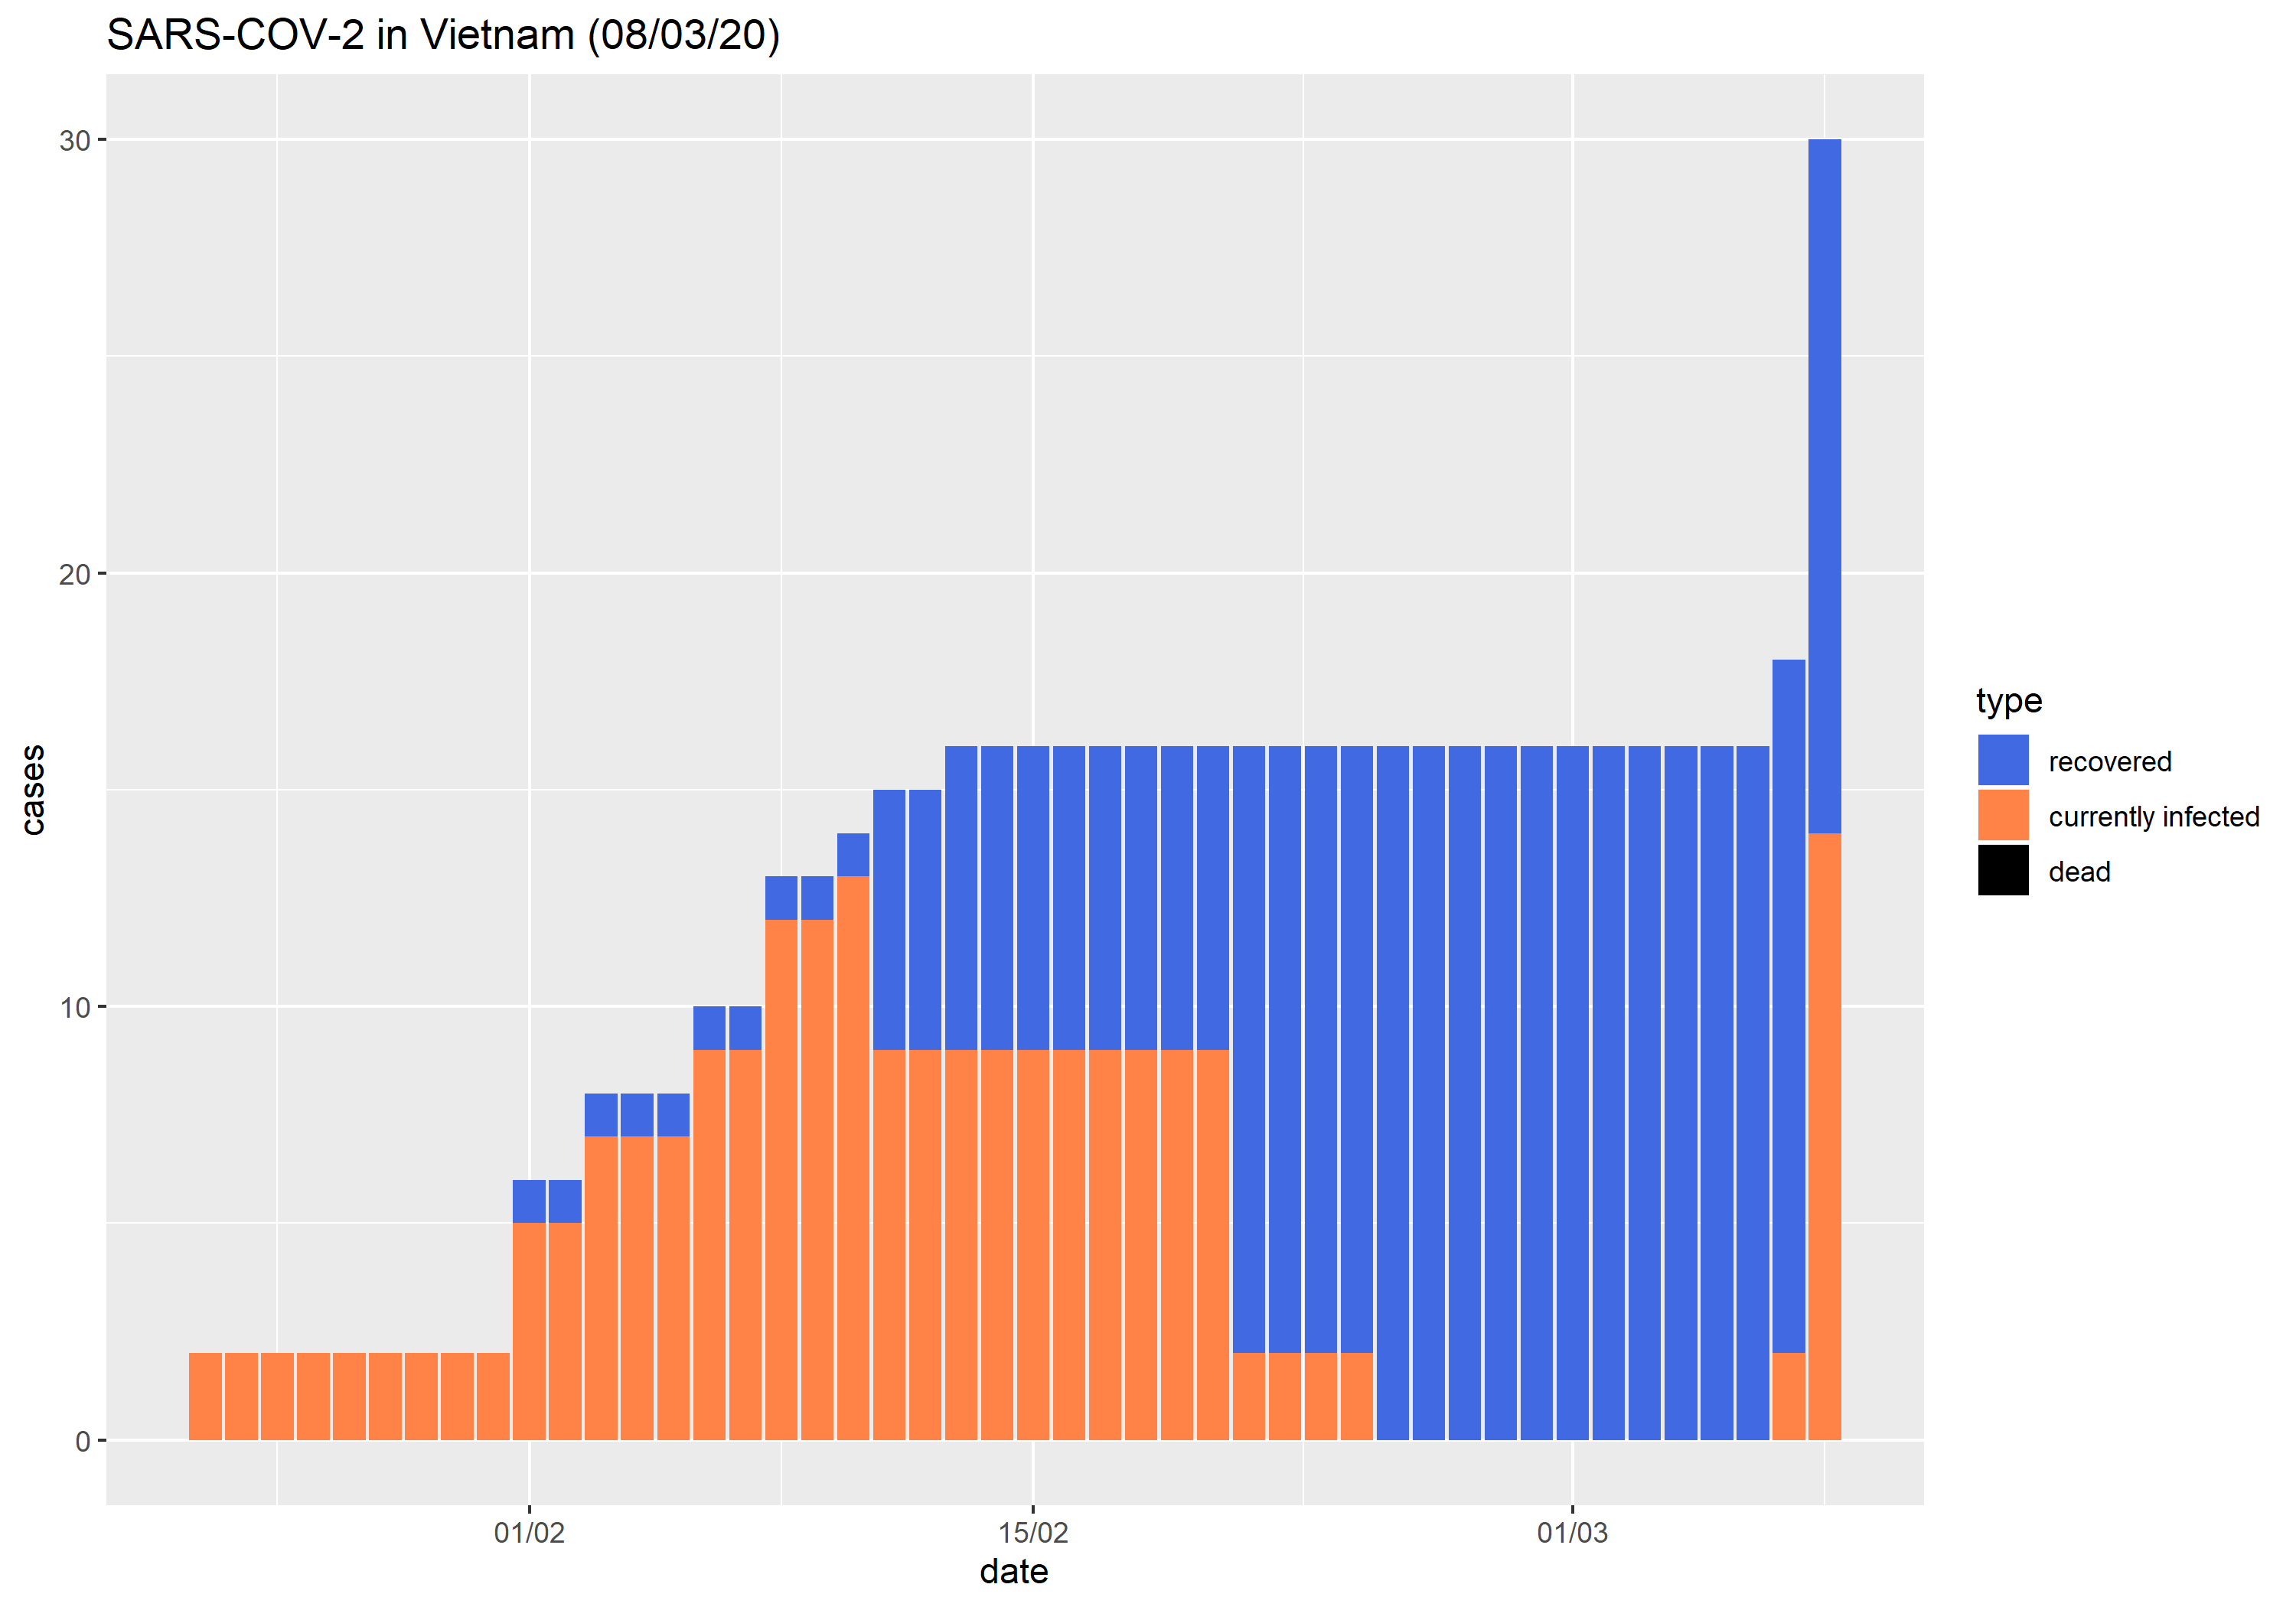 SARS-COV-2 in Vietnam (08/03/20)
30
20
10
0
cases
01/02
15/02
01/03
date
type
recovered
currently infected
dead